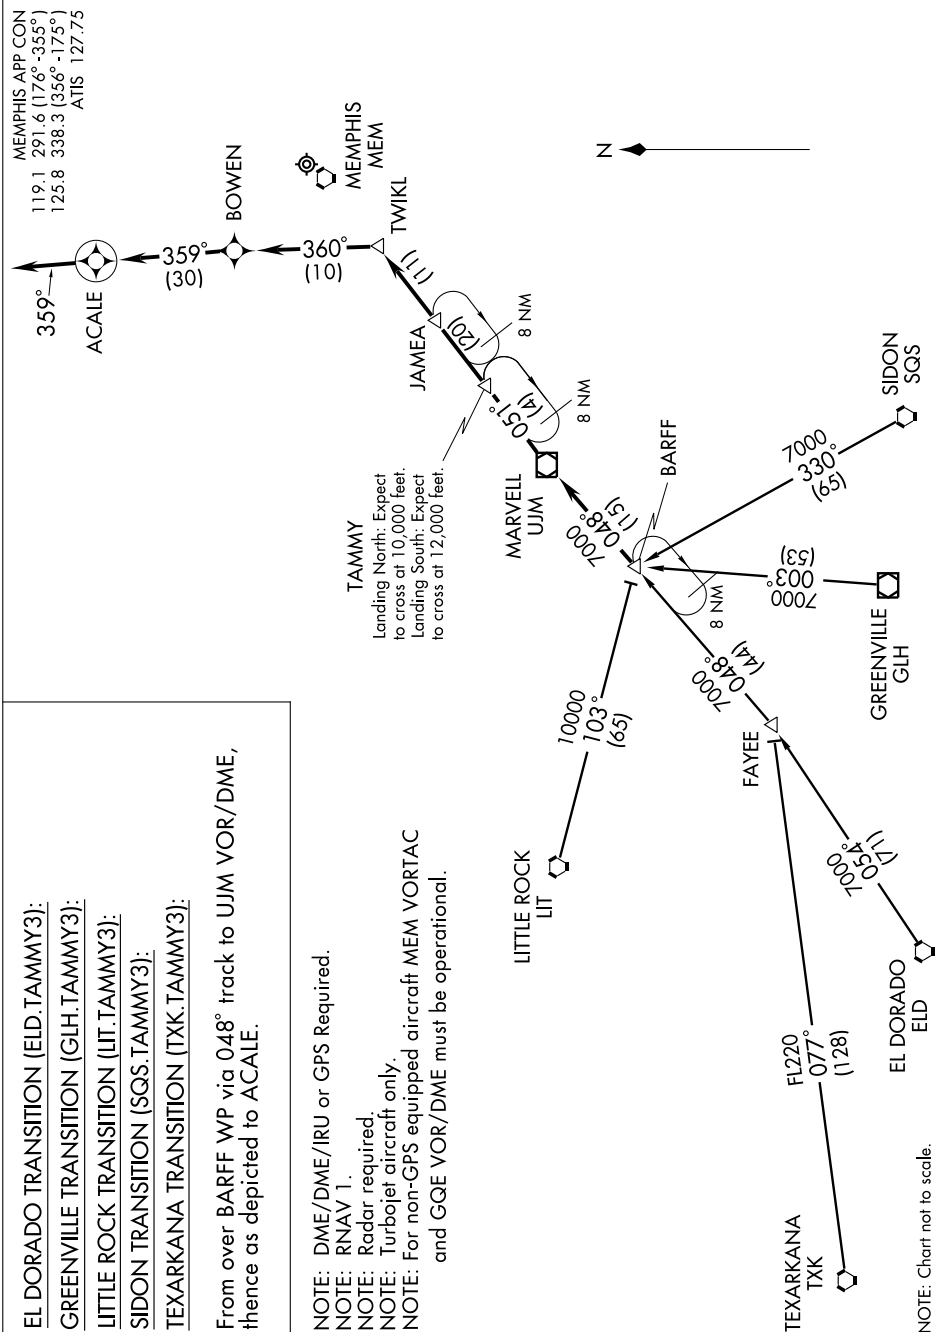 MEMPHIS APP CON
119.1 291.6 (176° -355°)
125.8 338.3 (356° -175°)
ATIS 127.75
EL DORADO TRANSITION (ELD.TAMMY3):
GREENVILLE TRANSITION (GLH.TAMMY3):
LITTLE ROCK TRANSITION (LIT.TAMMY3):
SIDON TRANSITION (SQS.TAMMY3):
TEXARKANA TRANSITION (TXK.TAMMY3):
From over BARFF WP via 048° track to UJM VOR/DME,
thence as depicted to ACALE.
NOTE: DME/DME/IRU or GPS Required.
NOTE: RNAV 1.
NOTE: Radar required.
NOTE: Turbojet aircraft only.
NOTE: For non-GPS equipped aircraft MEM VORTAC
and GQE VOR/DME must be operational.
359°
ACALE
359°
(30)
BOWEN
360°
(10)
MEMPHIS
MEM
TWIKL
(11)
JAMEA
(20)
8 NM
TAMMY
Landing North: Expect
to cross at 10,000 feet.
Landing South: Expect
to cross at 12,000 feet.
051°
(4)
8 NM
MARVELL
UJM
7000
048°
(15)
BARFF
8 NM
N
SIDON
SQS
7000
330°
(65)
GREENVILLE
GLH
7000
003°
(53)
LITTLE ROCK
LIT
10000
103°
(65)
7000
048°
(44)
FAYEE
7000
054°
(71)
EL DORADO
ELD
FL220
077°
(128)
TEXARKANA
TXK
NOTE: Chart not to scale.